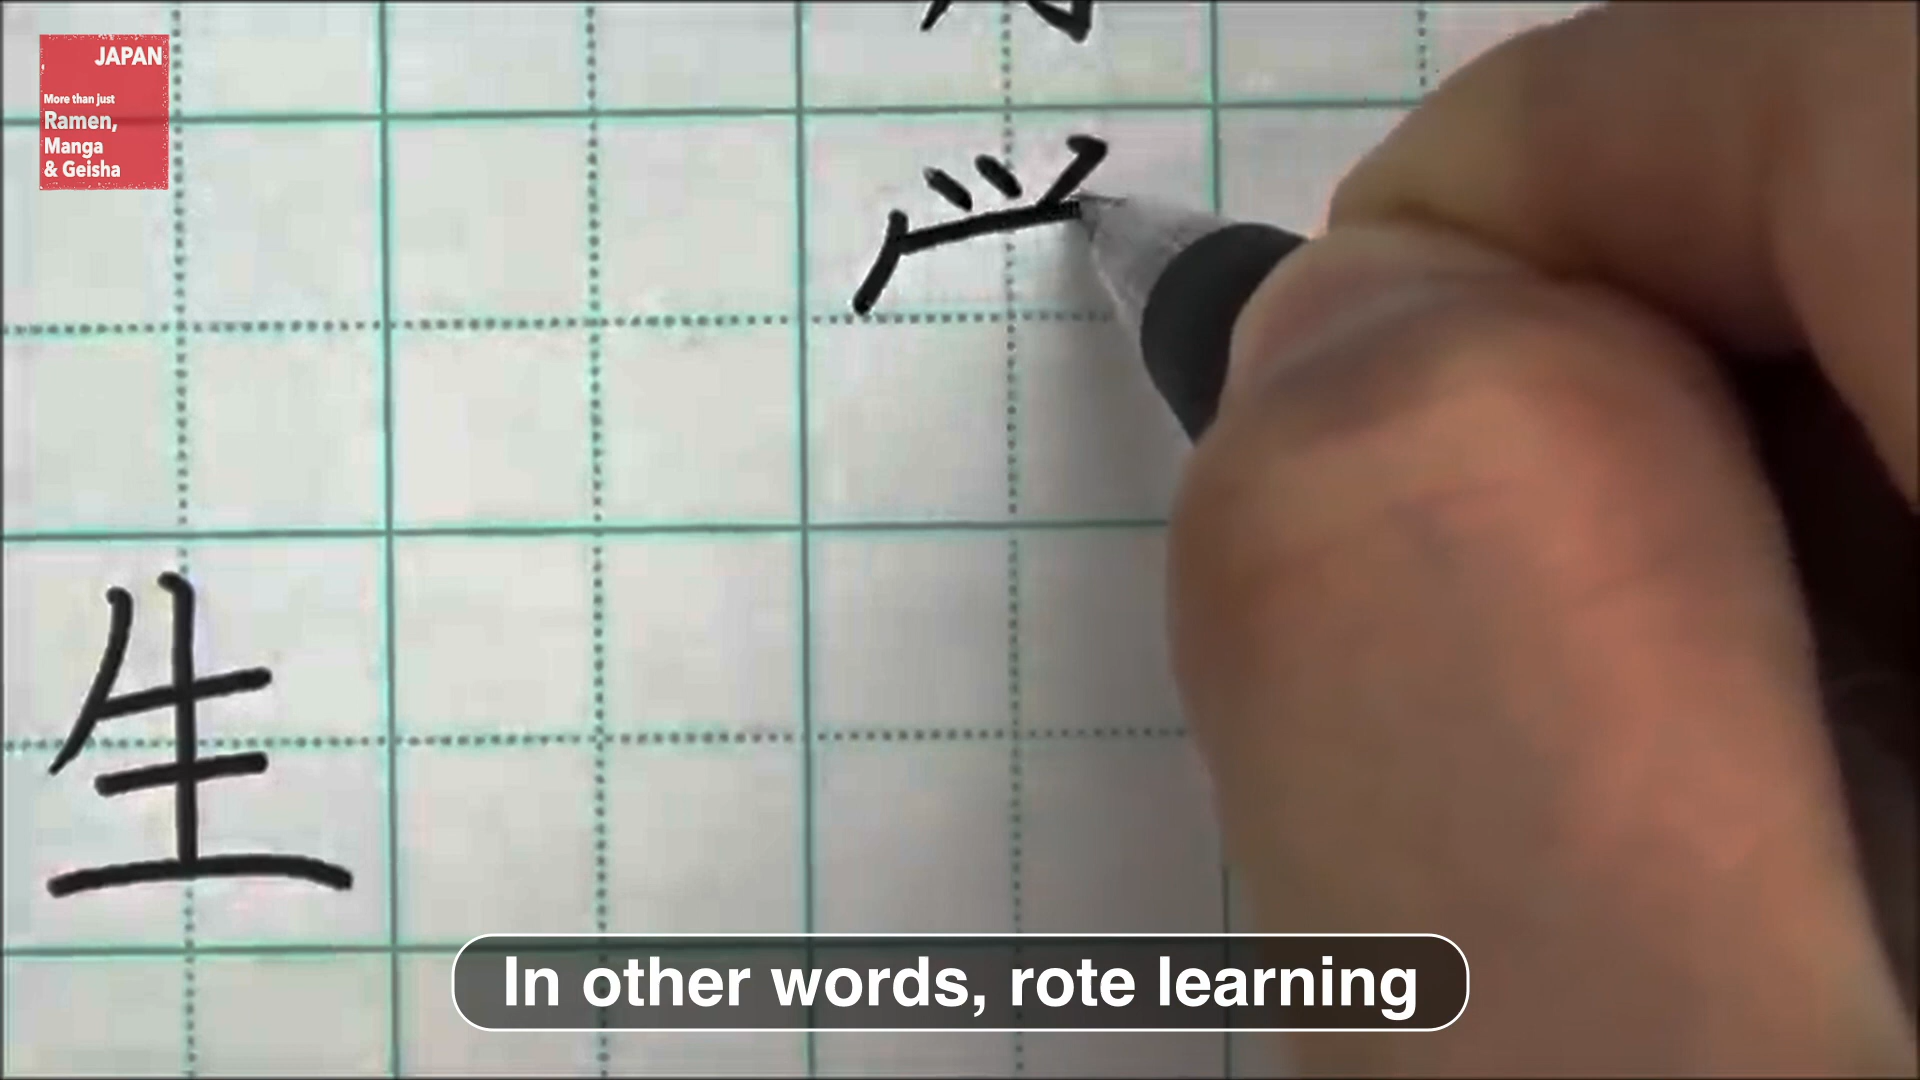 JAPAN
More than just
Ramen,
Manga
& Geisha
生
In other words, rote learning